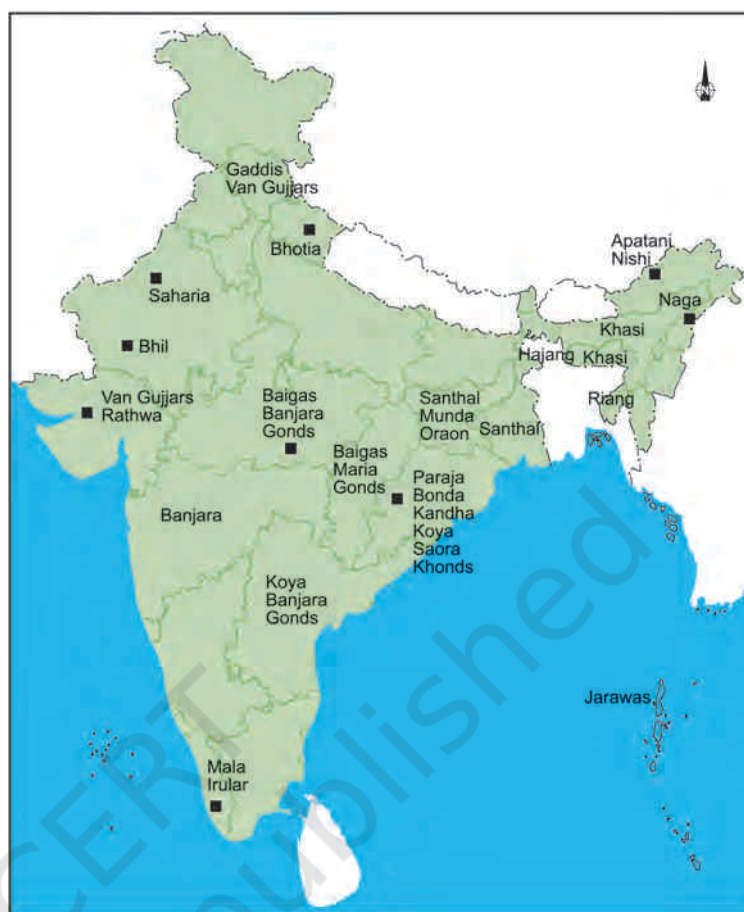 N
Gaddis
Van Gujjars
Bhotia
Apatani
Nishi
Saharia
Naga
Khasi
Bhil
Hajang
Khasi
Van Gujjars
Rathwa
Baigas
Banjara
Gonds
Santhal
Munda
Oraon
Santhal
Riang
Baigas
Maria
Gonds
Paraja
Bonda
Kandha
Koya
Saora
Khonds
Banjara
Koya
Banjara
Gonds
Jarawas
Mala
Irular
CERT
published